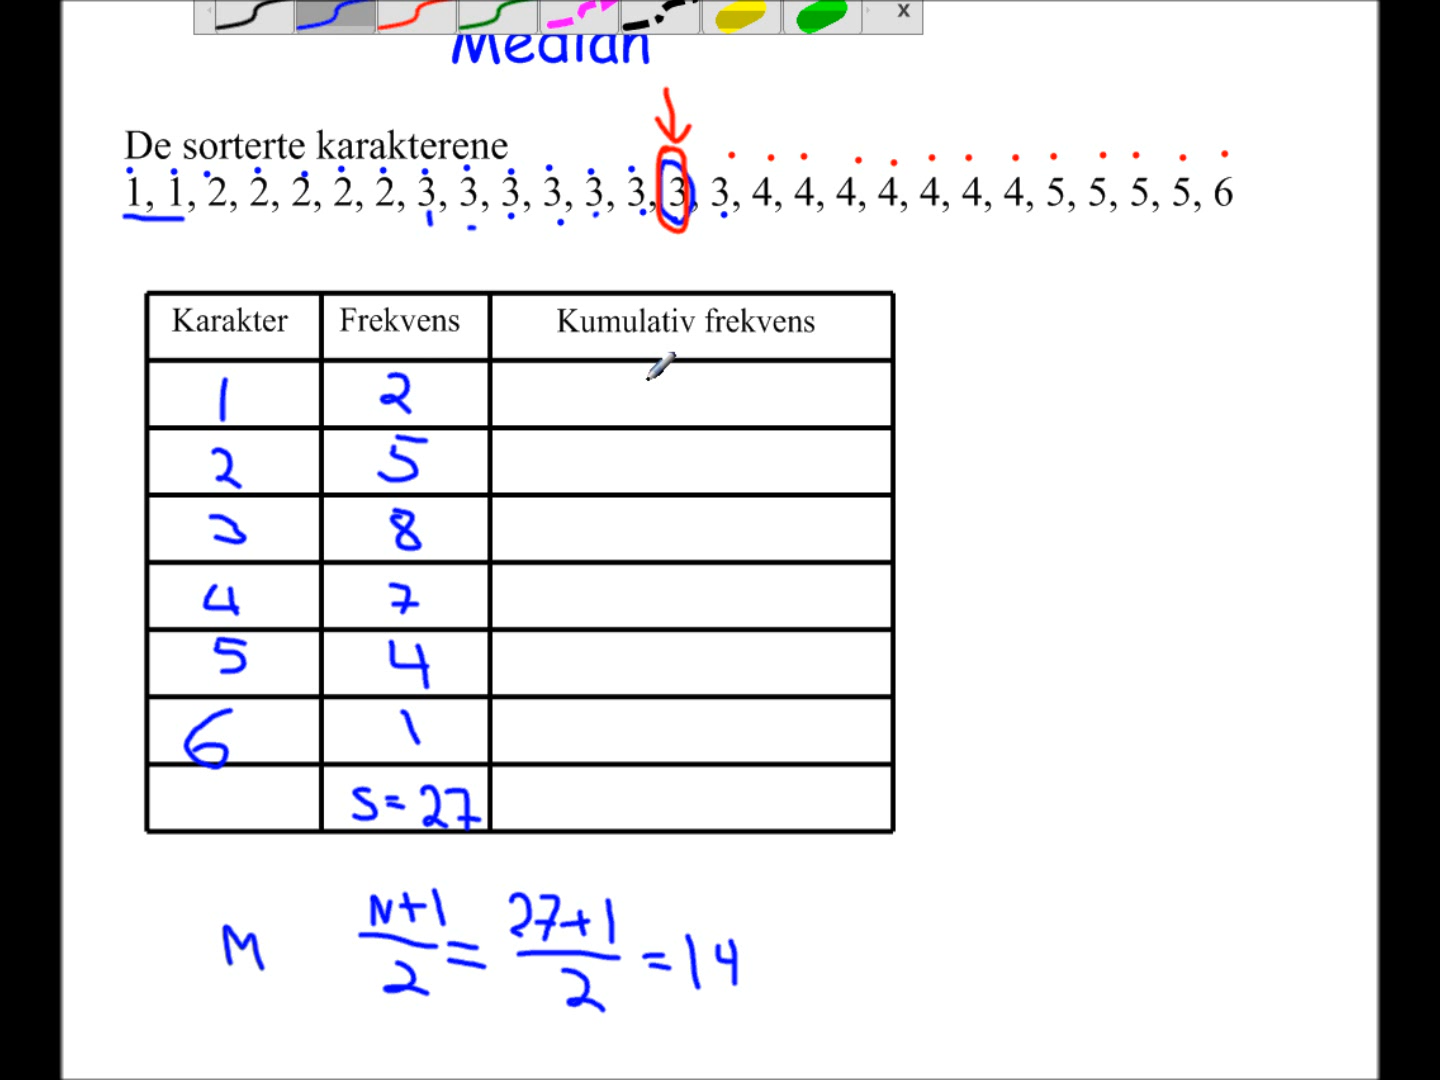 Median
De sorterte karakterene
1, 1, 2, 2, 2, 2, 2, 3, 3, 3, 3, 3, 3, 3, 3, 4, 4, 4, 4, 4, 4, 4, 5, 5, 5, 5, 6
Karakter Frekvens Kumulativ frekvens
1 2
2 5
3 8
4 7
5 4
6 1
S = 27
M N+1/2 = 27+1/2 = 14